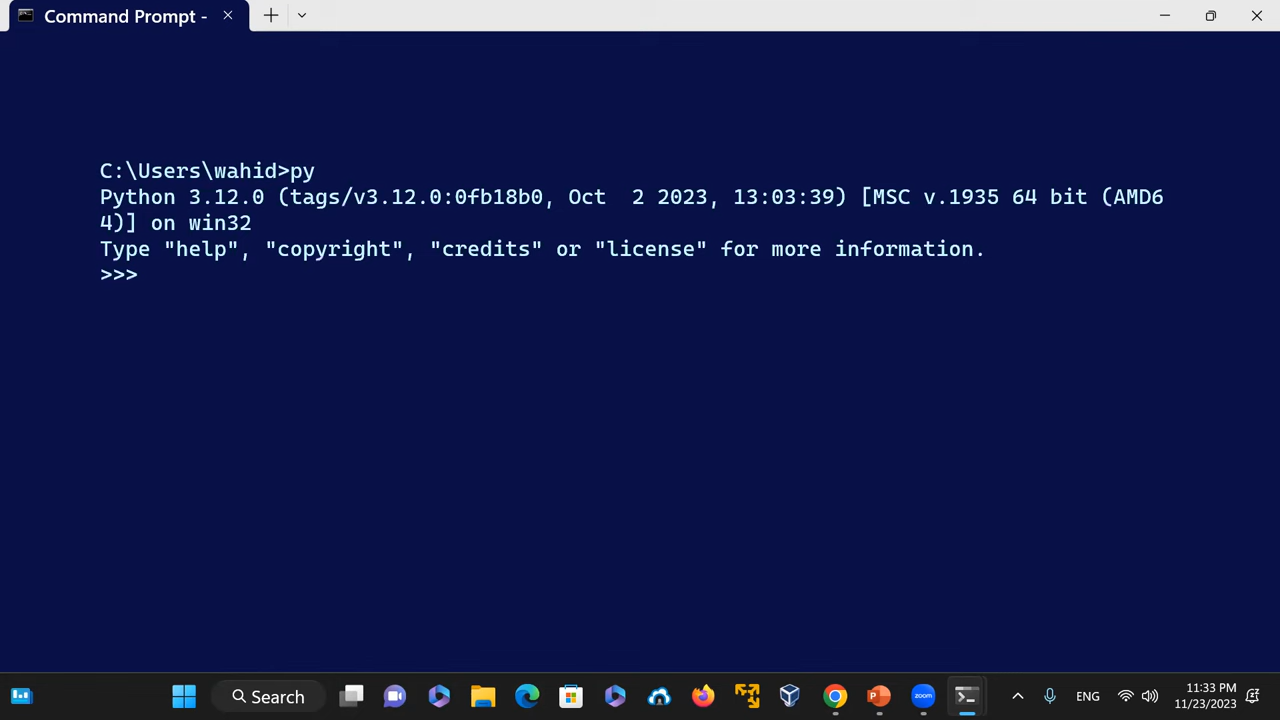 Command Prompt -
C:\Users\wahid>py
Python 3.12.0 (tags/v3.12.0:0fb18b0, Oct  2 2023, 13:03:39) [MSC v.1935 64 bit (AMD6
4)] on win32
Type "help", "copyright", "credits" or "license" for more information.
>>>
Search
zoom
ENG
11:33 PM
11/23/2023